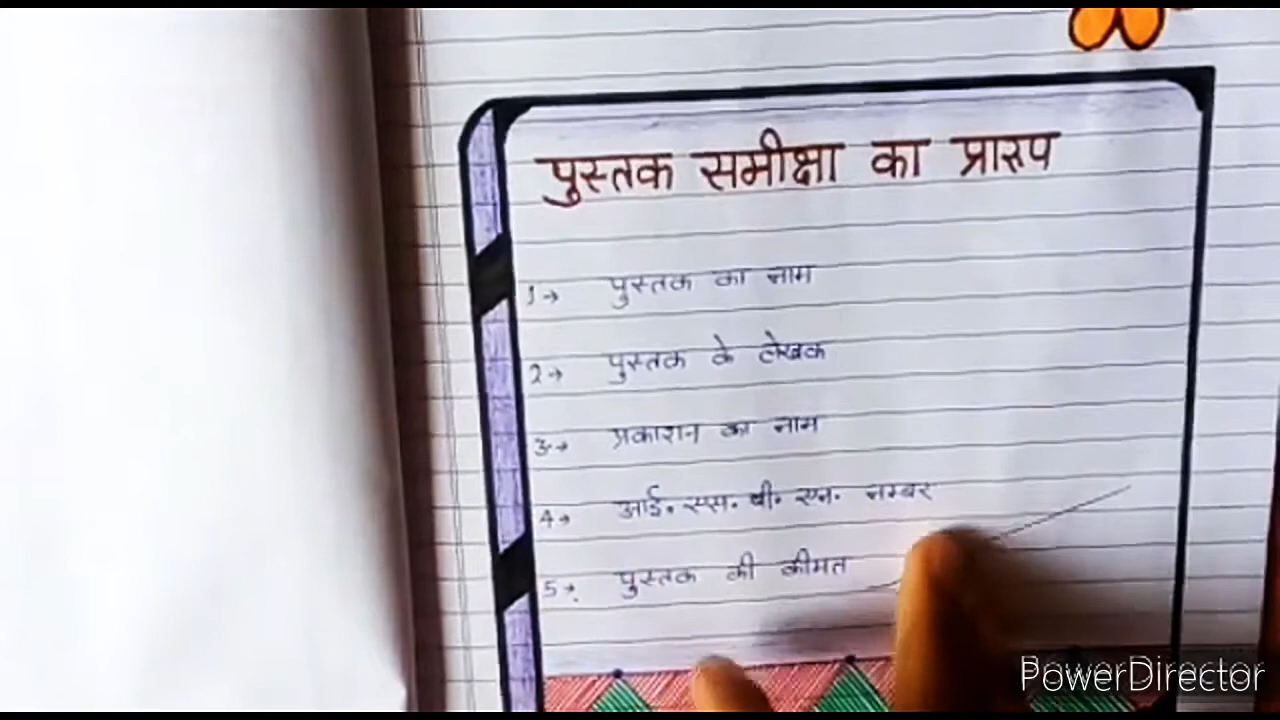 पुस्तक समीक्षा का प्रारुप
1→ पुस्तक का नाम
2→ पुस्तक के लेखक
3→ प्रकाशन का नाम
4→ आई. एस. बी. एन. नम्बर
5→ पुस्तक की कीमत
PowerDirector